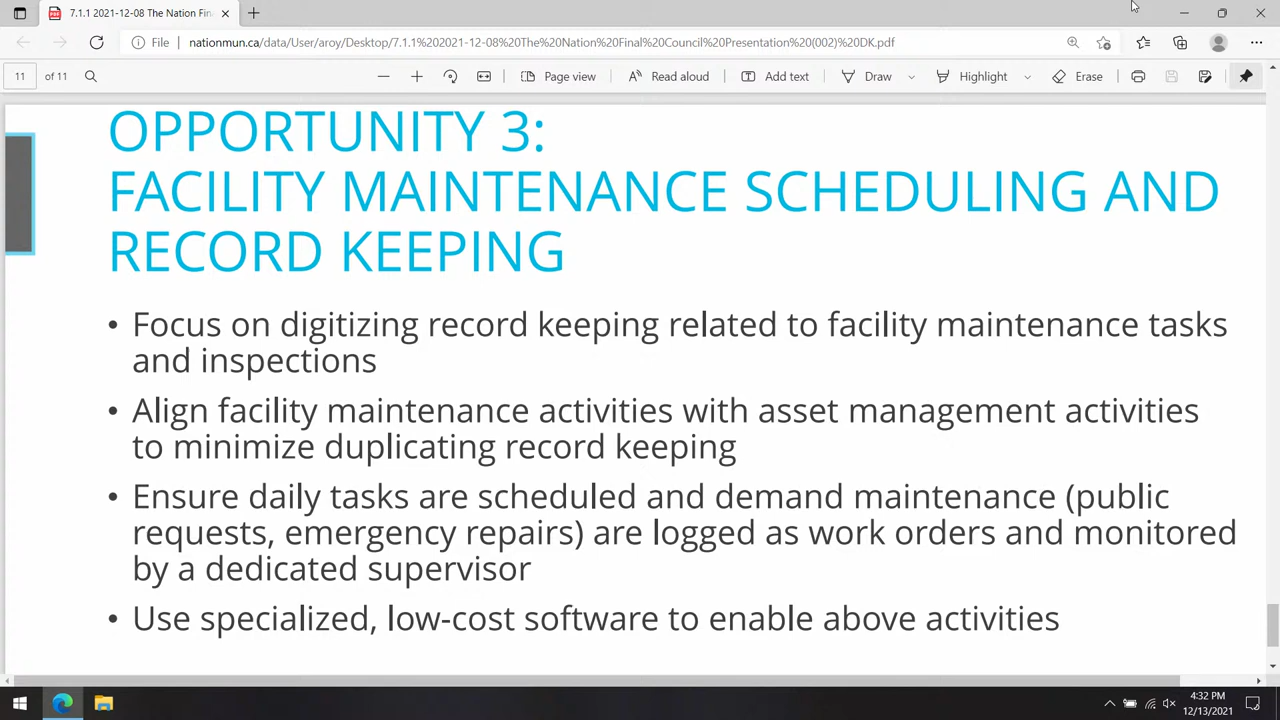 7.1.1 2021-12-08 The Nation Fin
File
nationmun.ca/data/User/aroy/Desktop/7.1.1%202021-12-08%20The%20Nation%20Final%20Council%20Presentation%20(002)%20DK.pdf
11 of 11
Page view
Read aloud
Add text
Draw
Highlight
Erase
OPPORTUNITY 3:
FACILITY MAINTENANCE SCHEDULING AND
RECORD KEEPING
• Focus on digitizing record keeping related to facility maintenance tasks
and inspections
• Align facility maintenance activities with asset management activities
to minimize duplicating record keeping
• Ensure daily tasks are scheduled and demand maintenance (public
requests, emergency repairs) are logged as work orders and monitored
by a dedicated supervisor
• Use specialized, low-cost software to enable above activities
4:32 PM
12/13/2021